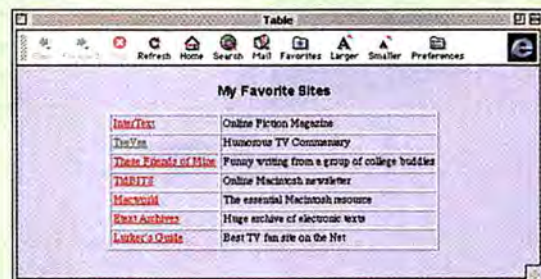 Table
Refresh Home Search Mail Favorites Larger Smaller Preferences
My Favorite Sites
InterText Online Fiction Magazine
TeeVee Humorous TV Commentary
These Friends of Mine Funny writing from a group of college buddies
TidBITS Online Macintosh newsletter
Macworld The essential Macintosh resource
Etext Archives Huge archive of electronic texts
Lurker's Guide Best TV fan site on the Net